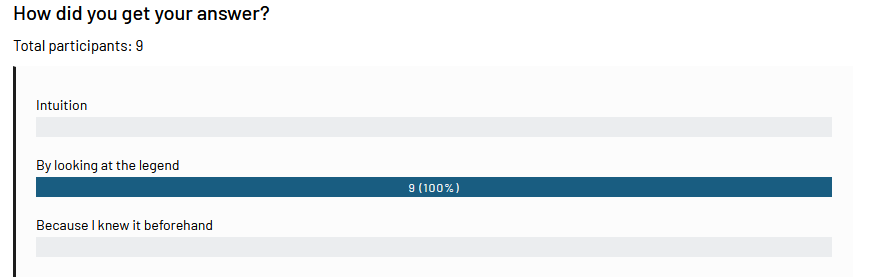 How did you get your answer?
Total participants: 9
Intuition
By looking at the legend
9 (100%)
Because I knew it beforehand